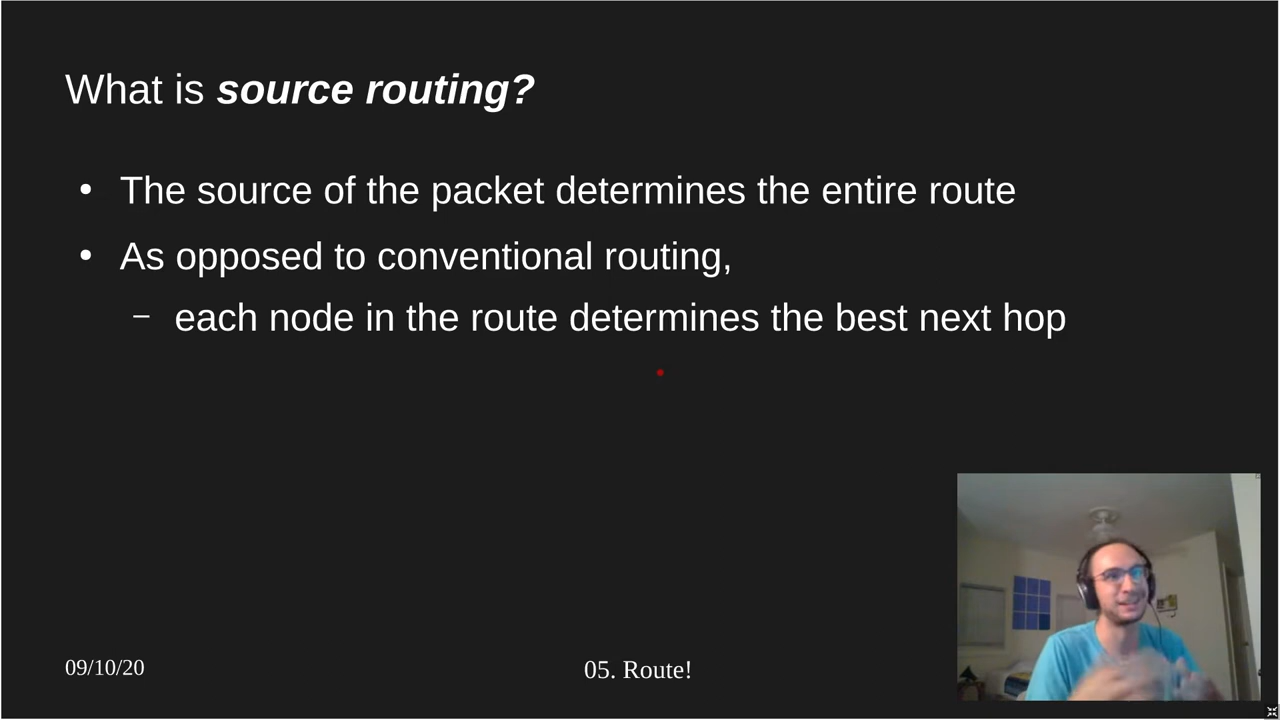 What is source routing?
• The source of the packet determines the entire route
• As opposed to conventional routing,
– each node in the route determines the best next hop
09/10/20
05. Route!